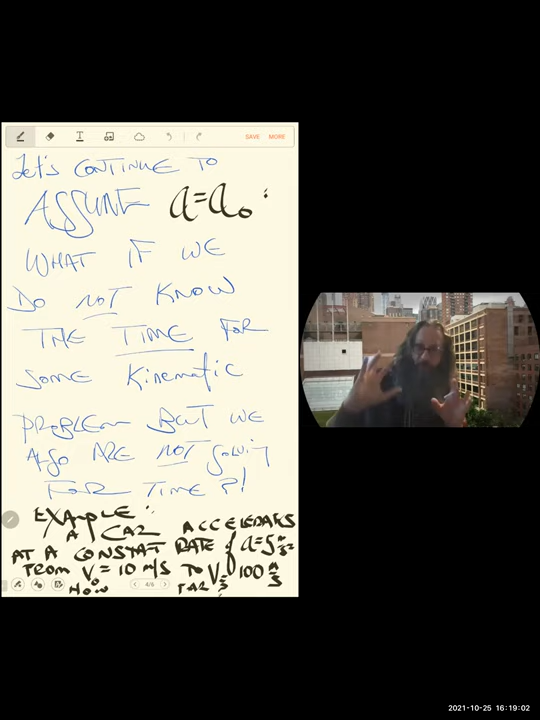 SAVE MORE
Let's CONTINUE TO
ASSUME a=a₀ :
WHAT IF WE
DO NOT KNOW
THE TIME FOR
SOME Kinematic
PROBLEM BUT WE
ALSO ARE NOT Solving
FOR TIME ?!
EXAMPLE :
A CAR ACCELERATES
AT A CONSTAT RATE of a=5 m/s²
FROM V₀= 10 M/S TO V= 100 m/s
HOW FAR ?
4/6
2021-10-25 16:19:02